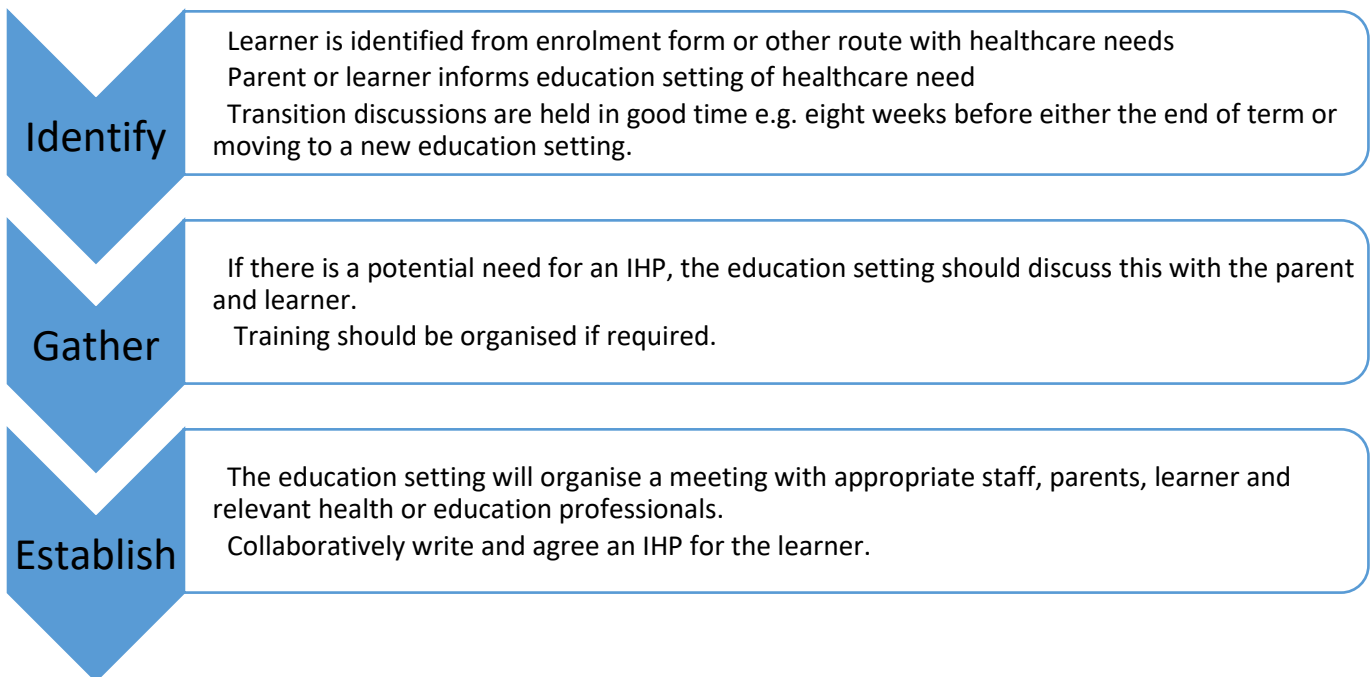 Identify
Learner is identified from enrolment form or other route with healthcare needs
Parent or learner informs education setting of healthcare need
Transition discussions are held in good time e.g. eight weeks before either the end of term or
moving to a new education setting.
Gather
If there is a potential need for an IHP, the education setting should discuss this with the parent
and learner.
Training should be organised if required.
Establish
The education setting will organise a meeting with appropriate staff, parents, learner and
relevant health or education professionals.
Collaboratively write and agree an IHP for the learner.